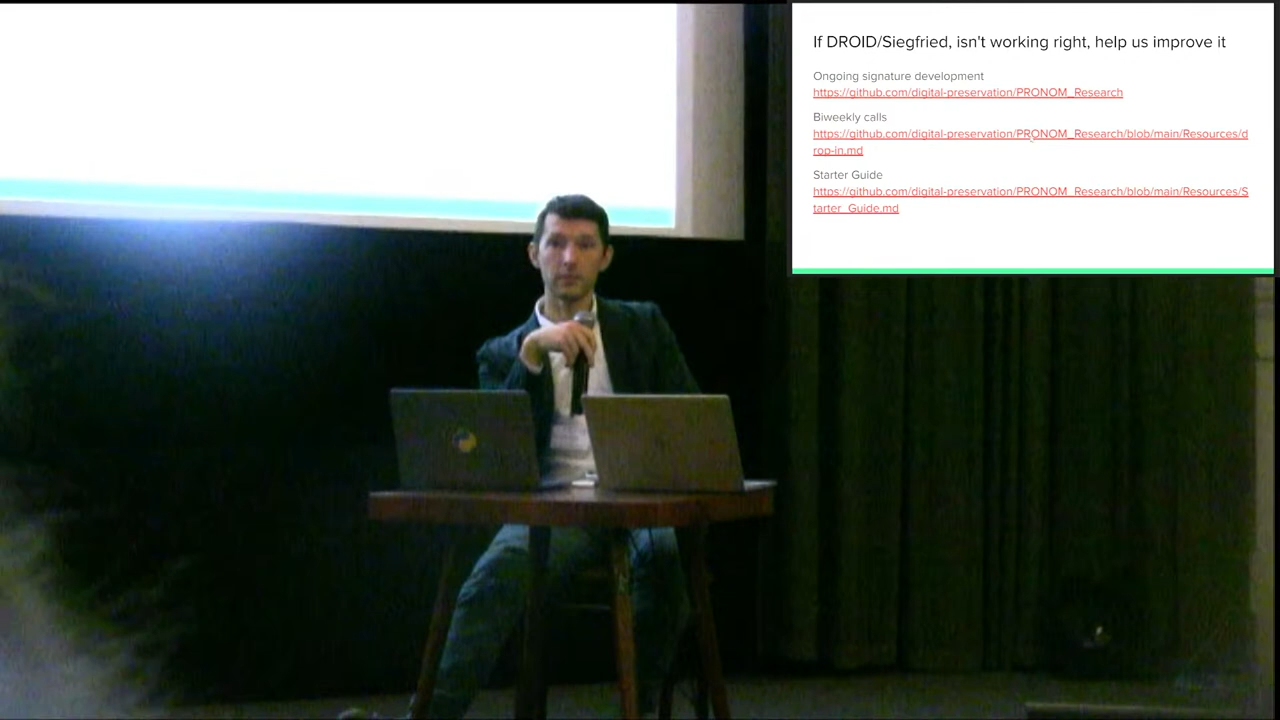 If DROID/Siegfried, isn't working right, help us improve it
Ongoing signature development
https://github.com/digital-preservation/PRONOM_Research
Biweekly calls
https://github.com/digital-preservation/PRONOM_Research/blob/main/Resources/d
rop-in.md
Starter Guide
https://github.com/digital-preservation/PRONOM_Research/blob/main/Resources/S
tarter_Guide.md